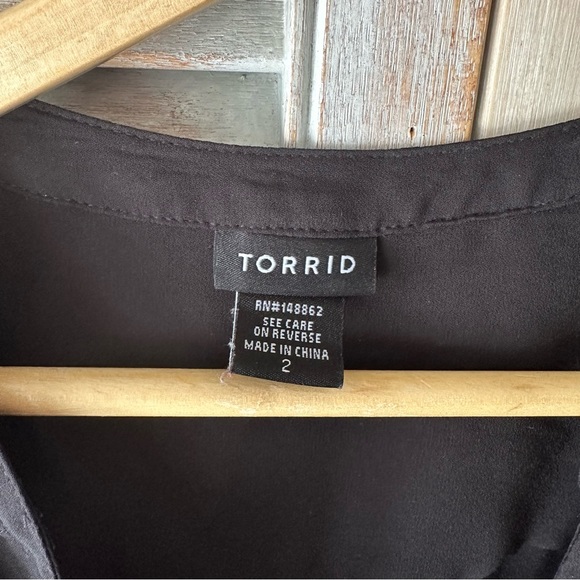 TORRID
RN#148862
SEE CARE
ON REVERSE
MADE IN CHINA
2